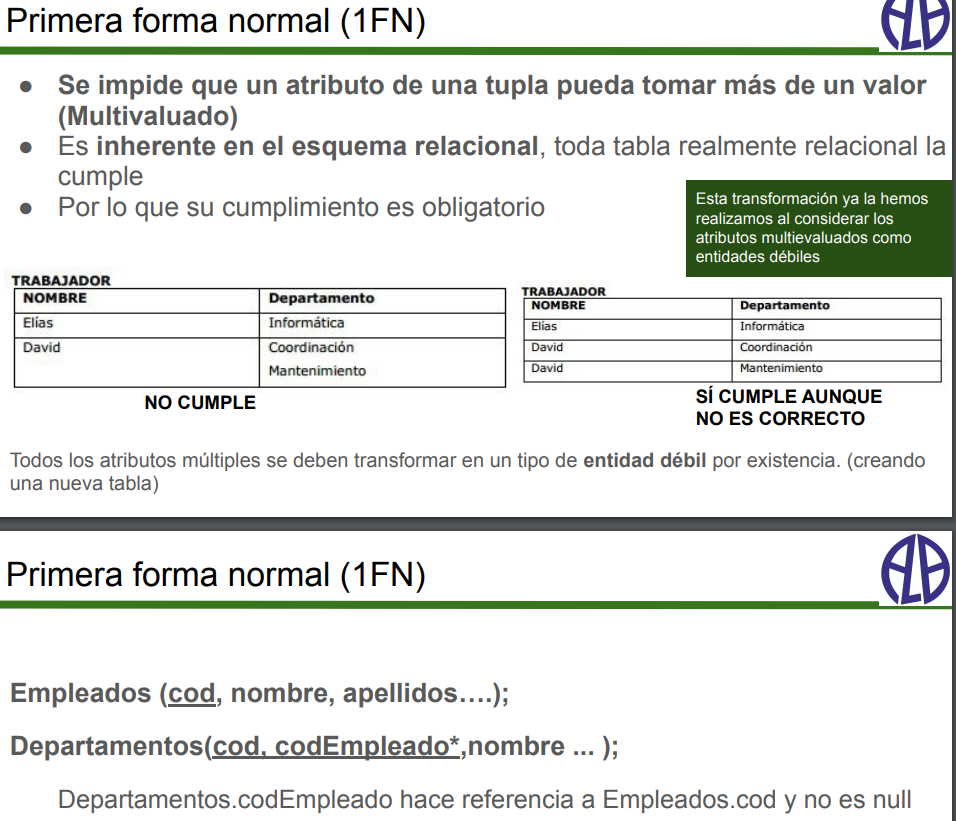 Primera forma normal (1FN)
● Se impide que un atributo de una tupla pueda tomar más de un valor
(Multivaluado)
● Es inherente en el esquema relacional, toda tabla realmente relacional la
cumple
● Por lo que su cumplimiento es obligatorio
Esta transformación ya la hemos
realizamos al considerar los
atributos multievaluados como
entidades débiles
TRABAJADOR
NOMBRE Departamento
Elías Informática
David Coordinación
Mantenimiento
NO CUMPLE
TRABAJADOR
NOMBRE Departamento
Elías Informática
David Coordinación
David Mantenimiento
SÍ CUMPLE AUNQUE
NO ES CORRECTO
Todos los atributos múltiples se deben transformar en un tipo de entidad débil por existencia. (creando
una nueva tabla)
Primera forma normal (1FN)
Empleados (cod, nombre, apellidos….);
Departamentos(cod, codEmpleado*,nombre ... );
Departamentos.codEmpleado hace referencia a Empleados.cod y no es null